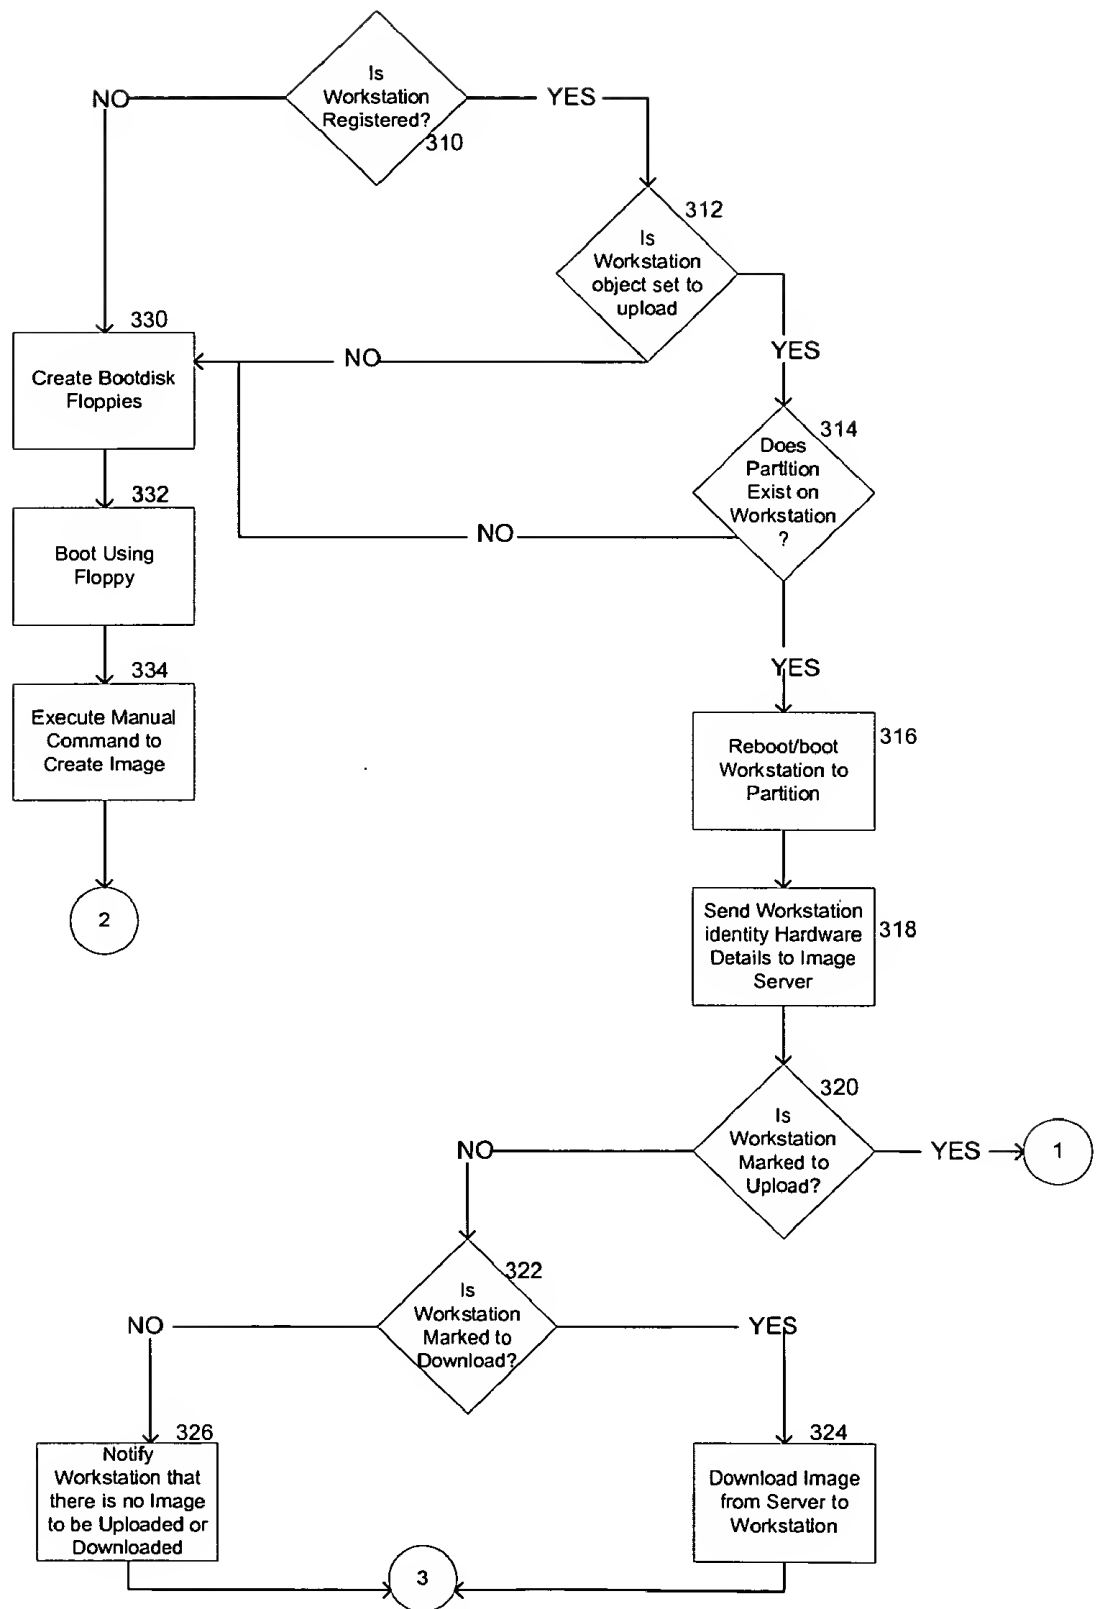 Is
Workstation
Registered?
310
NO
YES
312
Is
Workstation
object set to
upload
330
NO
YES
Create Bootdisk
Floppies
314
Does
Partition
Exist on
Workstation
?
332
NO
Boot Using
Floppy
334
YES
Execute Manual
Command to
Create Image
316
Reboot/boot
Workstation to
Partition
2
318
Send Workstation
identity Hardware
Details to Image
Server
320
Is
Workstation
Marked to
Upload?
NO
YES
1
322
Is
Workstation
Marked to
Download?
NO
YES
326
Notify
Workstation that
there is no Image
to be Uploaded or
Downloaded
324
Download Image
from Server to
Workstation
3